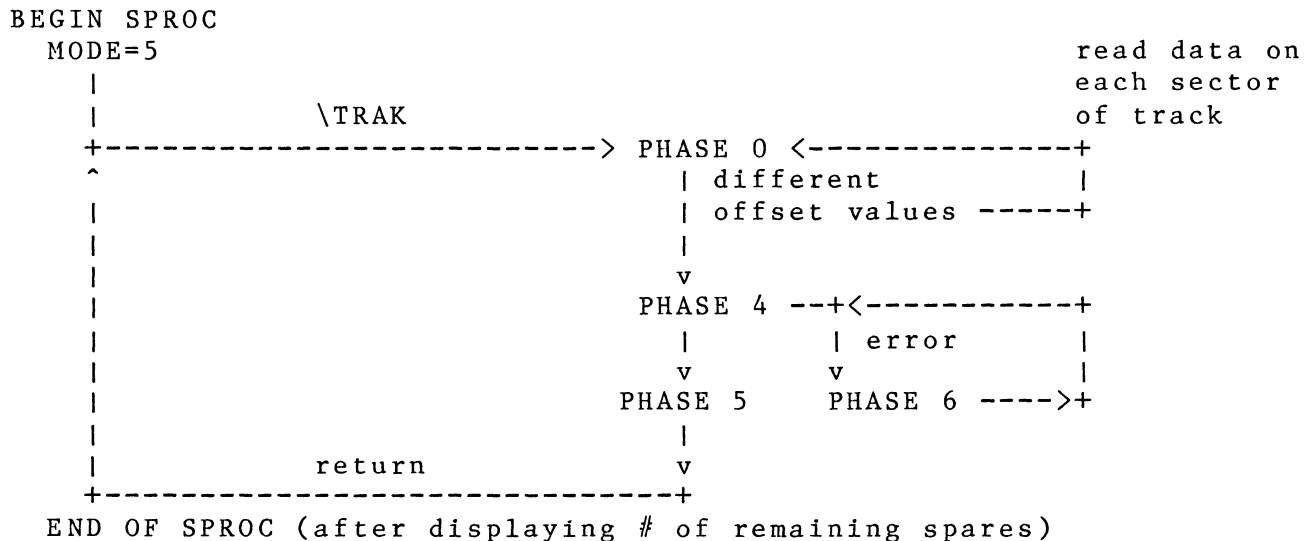 BEGIN SPROC
MODE=5
read data on
each sector
\TRAK
of track
PHASE 0
different
offset values
PHASE 4
error
PHASE 5
PHASE 6
return
END OF SPROC (after displaying # of remaining spares)